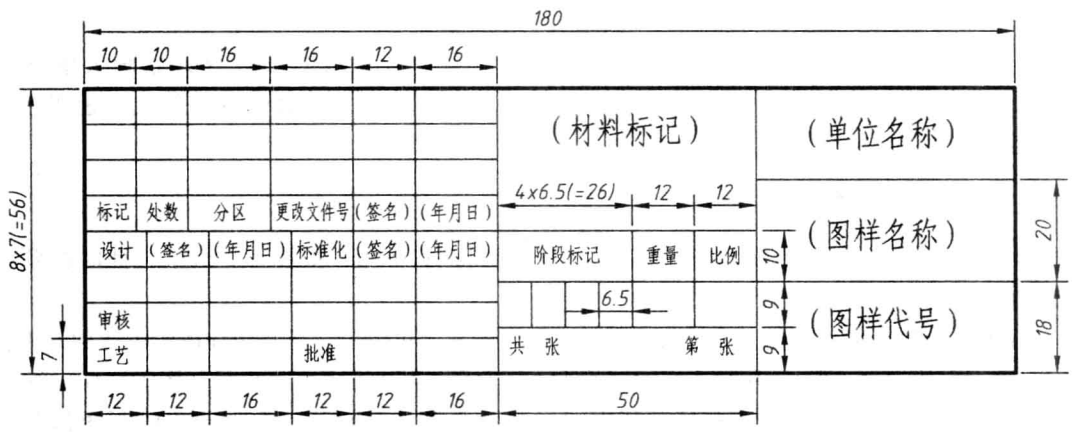 180
10 10 16 16 12 16
(材料标记) (单位名称)
4x6.5(=26) 12 12
标记 处数 分区 更改文件号 (签名) (年月日)
8x7(=56)
(图样名称) 20
设计 (签名) (年月日) 标准化 (签名) (年月日) 阶段标记 重量 比例 10
6.5 9
审核 (图样代号) 18
共 张 第 张 9
7 工艺 批准
12 12 16 12 12 16 50